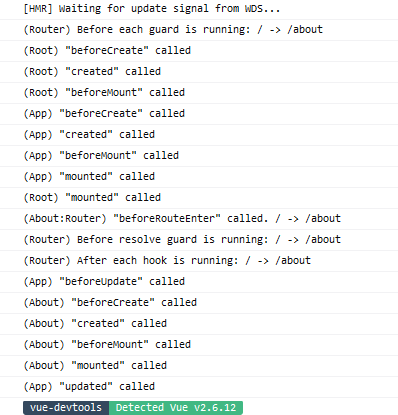 [HMR] Waiting for update signal from WDS...
(Router) Before each guard is running: / -> /about
(Root) "beforeCreate" called
(Root) "created" called
(Root) "beforeMount" called
(App) "beforeCreate" called
(App) "created" called
(App) "beforeMount" called
(App) "mounted" called
(Root) "mounted" called
(About:Router) "beforeRouteEnter" called. / -> /about
(Router) Before resolve guard is running: / -> /about
(Router) After each hook is running: / -> /about
(App) "beforeUpdate" called
(About) "beforeCreate" called
(About) "created" called
(About) "beforeMount" called
(About) "mounted" called
(App) "updated" called
vue-devtools Detected Vue v2.6.12